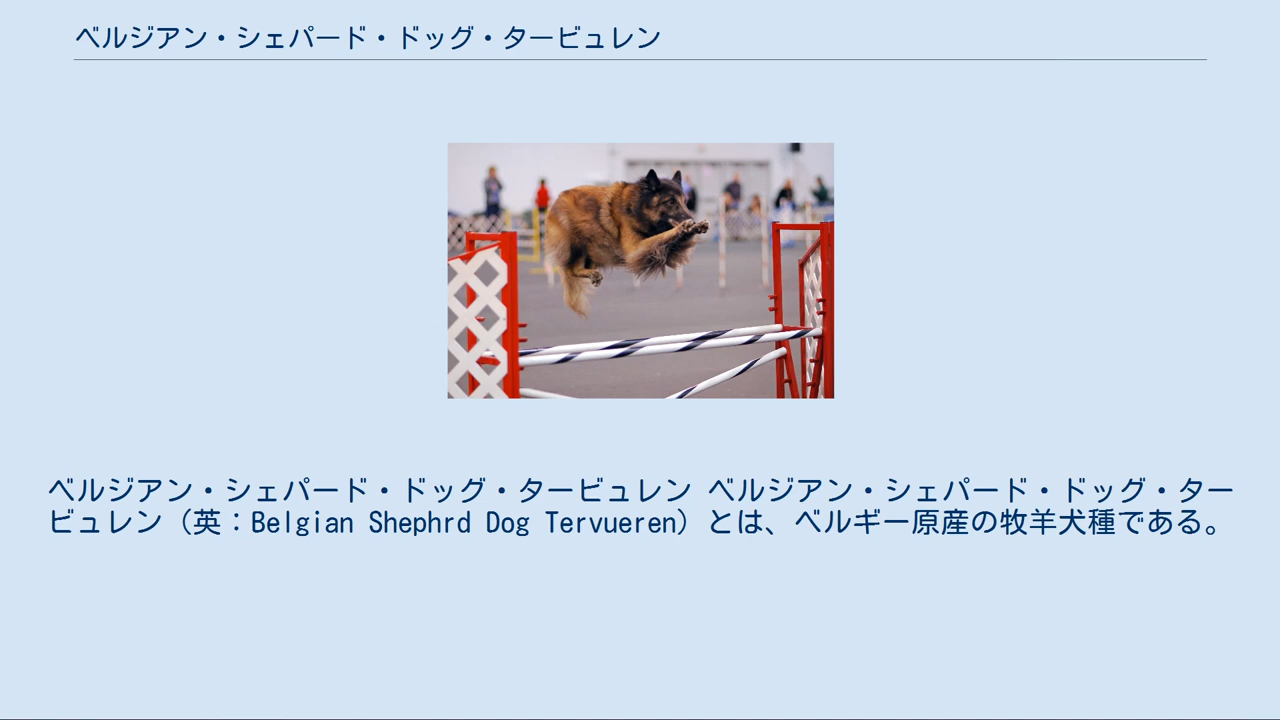 ベルジアン・シェパード・ドッグ・タービュレン
ベルジアン・シェパード・ドッグ・タービュレン ベルジアン・シェパード・ドッグ・ター
ビュレン（英：Belgian Shephrd Dog Tervueren）とは、ベルギー原産の牧羊犬種である。